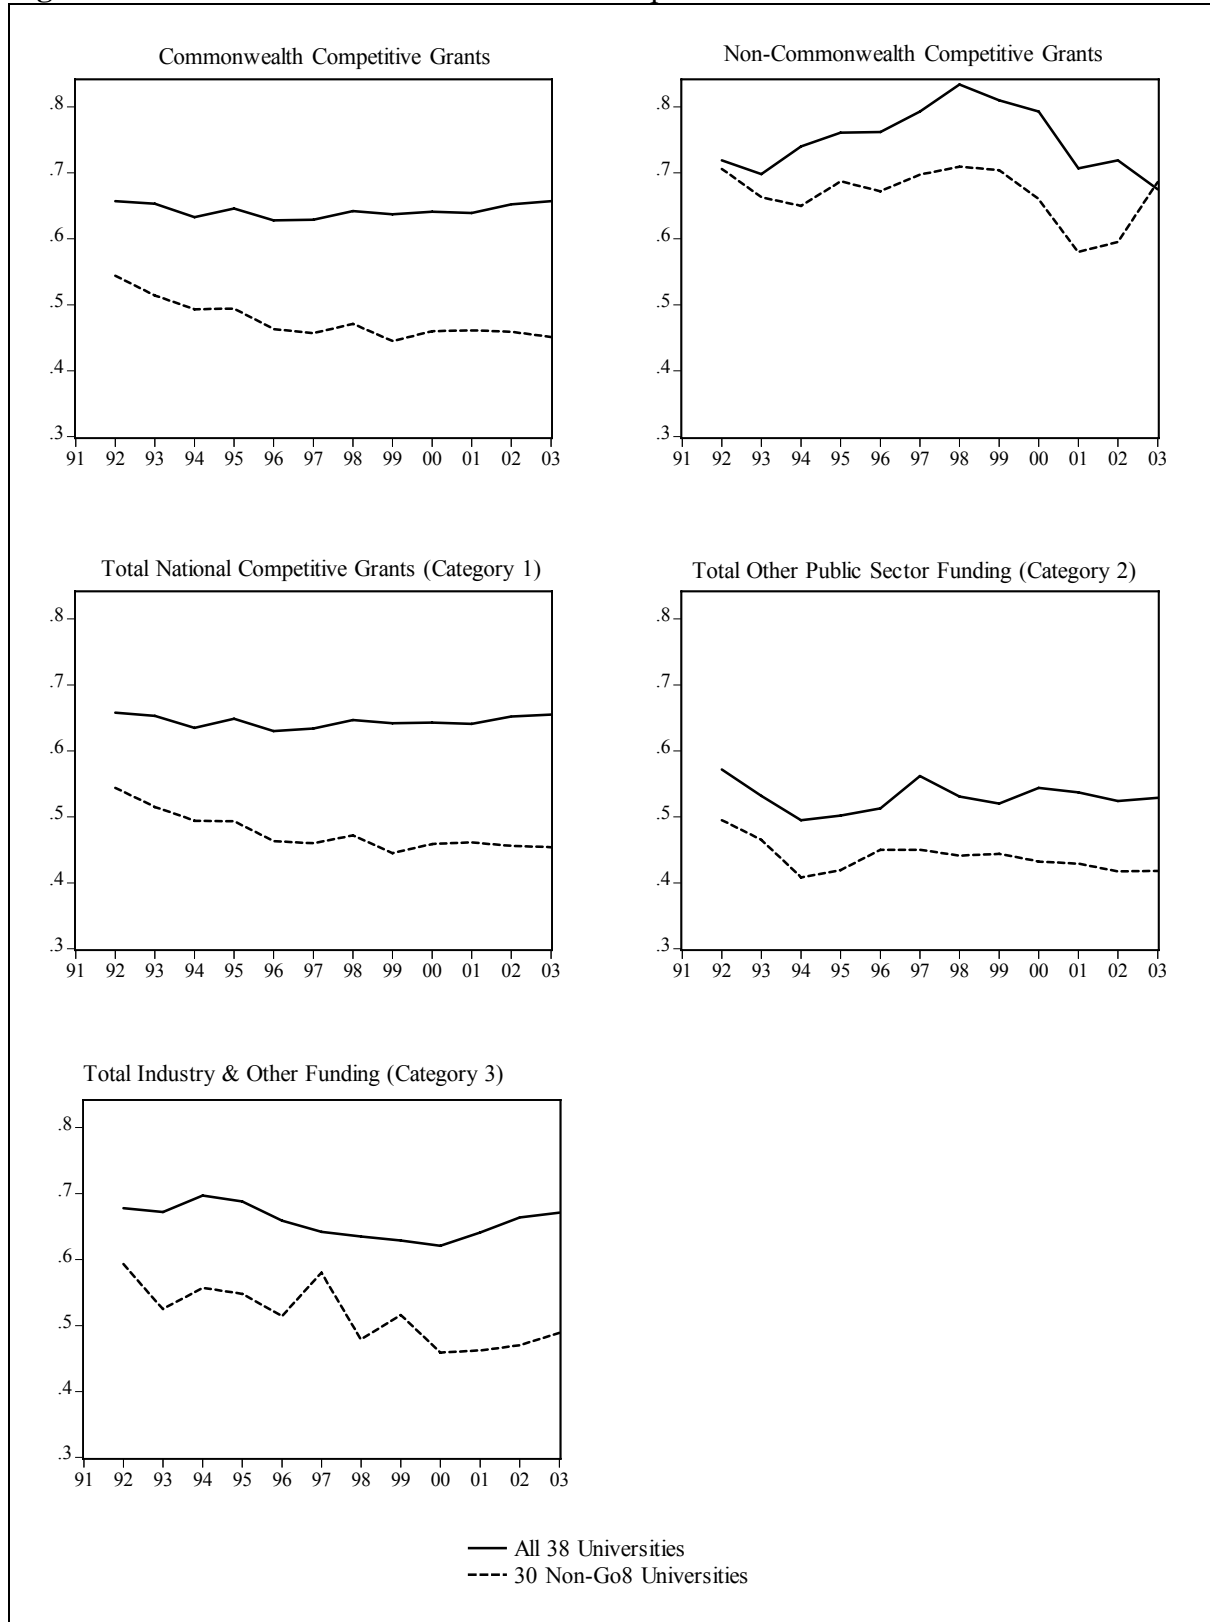 Commonwealth Competitive Grants
.8
.7
.6
.5
.4
.3
91 92 93 94 95 96 97 98 99 00 01 02 03
Non-Commonwealth Competitive Grants
.8
.7
.6
.5
.4
.3
91 92 93 94 95 96 97 98 99 00 01 02 03
Total National Competitive Grants (Category 1)
.8
.7
.6
.5
.4
.3
91 92 93 94 95 96 97 98 99 00 01 02 03
Total Other Public Sector Funding (Category 2)
.8
.7
.6
.5
.4
.3
91 92 93 94 95 96 97 98 99 00 01 02 03
Total Industry & Other Funding (Category 3)
.8
.7
.6
.5
.4
.3
91 92 93 94 95 96 97 98 99 00 01 02 03
All 38 Universities
30 Non-Go8 Universities